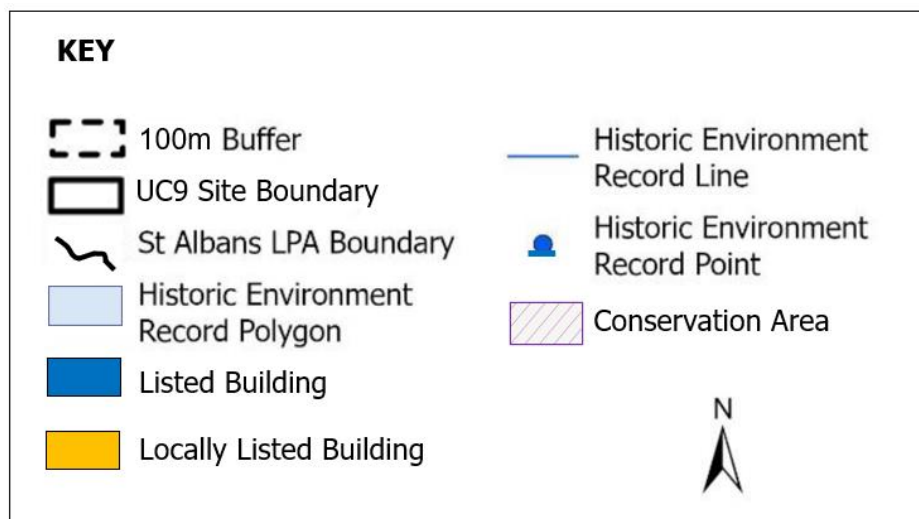 KEY
100m Buffer
UC9 Site Boundary
St Albans LPA Boundary
Historic Environment
Record Polygon
Listed Building
Locally Listed Building
Historic Environment
Record Line
Historic Environment
Record Point
Conservation Area
N